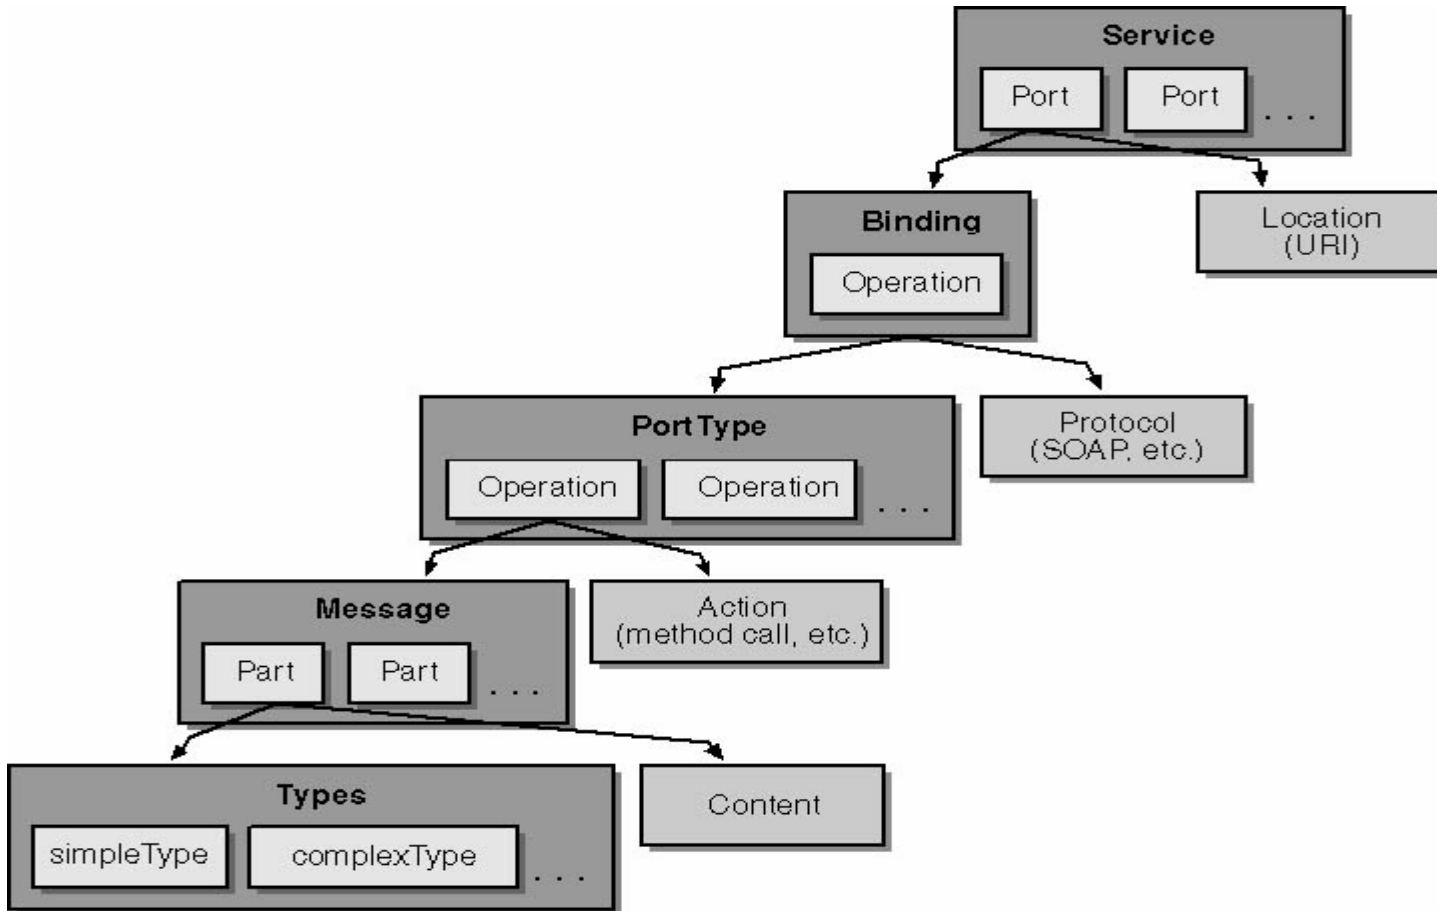 Service
Port
Port
. . .
Binding
Operation
Location
(URI)
PortType
Operation
Operation
. . .
Protocol
(SOAP, etc.)
Message
Part
Part
. . .
Action
(method call, etc.)
Types
simpleType
complexType
. . .
Content